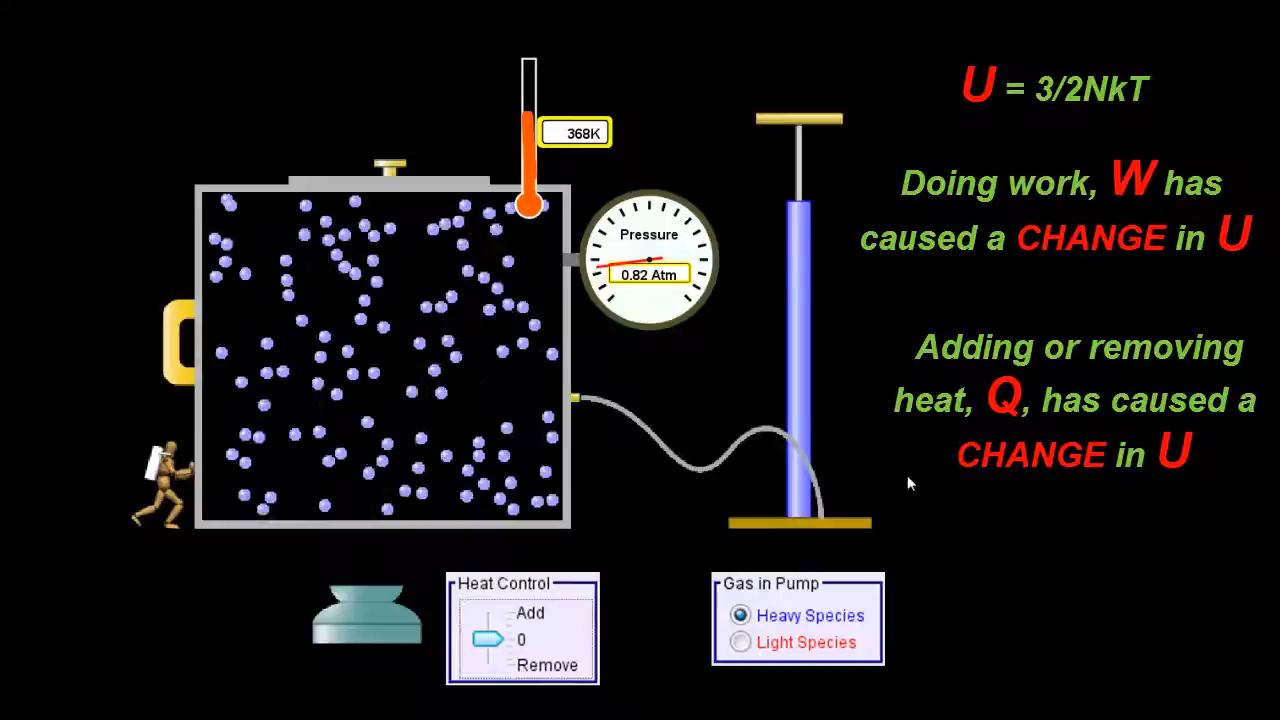 U = 3/2NkT
368K
Doing work, W has
caused a CHANGE in U
Pressure
0.82 Atm
Adding or removing
heat, Q, has caused a
CHANGE in U
Heat Control
Add
0
Remove
Gas in Pump
Heavy Species
Light Species